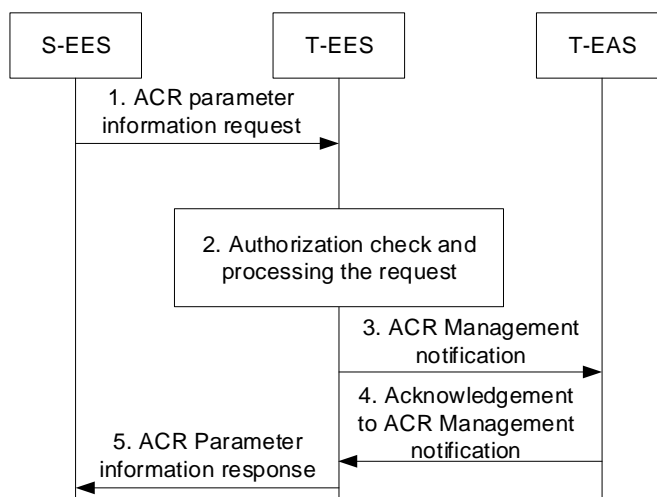 S-EES
T-EES
T-EAS
1. ACR parameter
information request
2. Authorization check and
processing the request
3. ACR Management
notification
4. Acknowledgement
to ACR Management
notification
5. ACR Parameter
information response